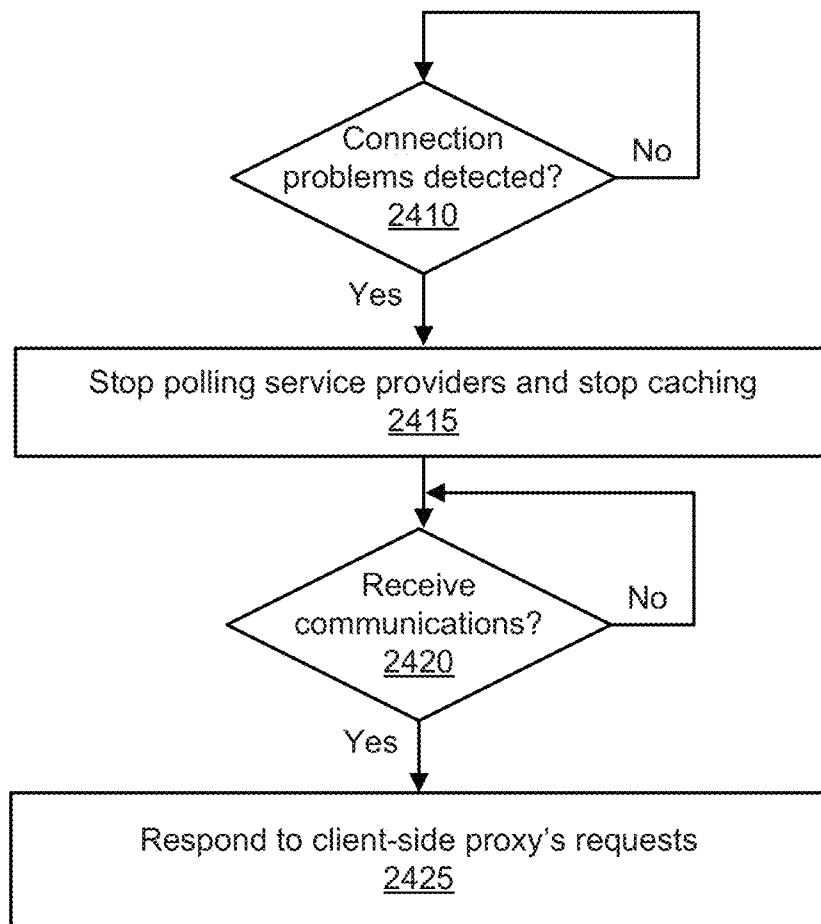 Connection
problems detected?
2410
No
Yes
Stop polling service providers and stop caching
2415
Receive
communications?
2420
No
Yes
Respond to client-side proxy's requests
2425